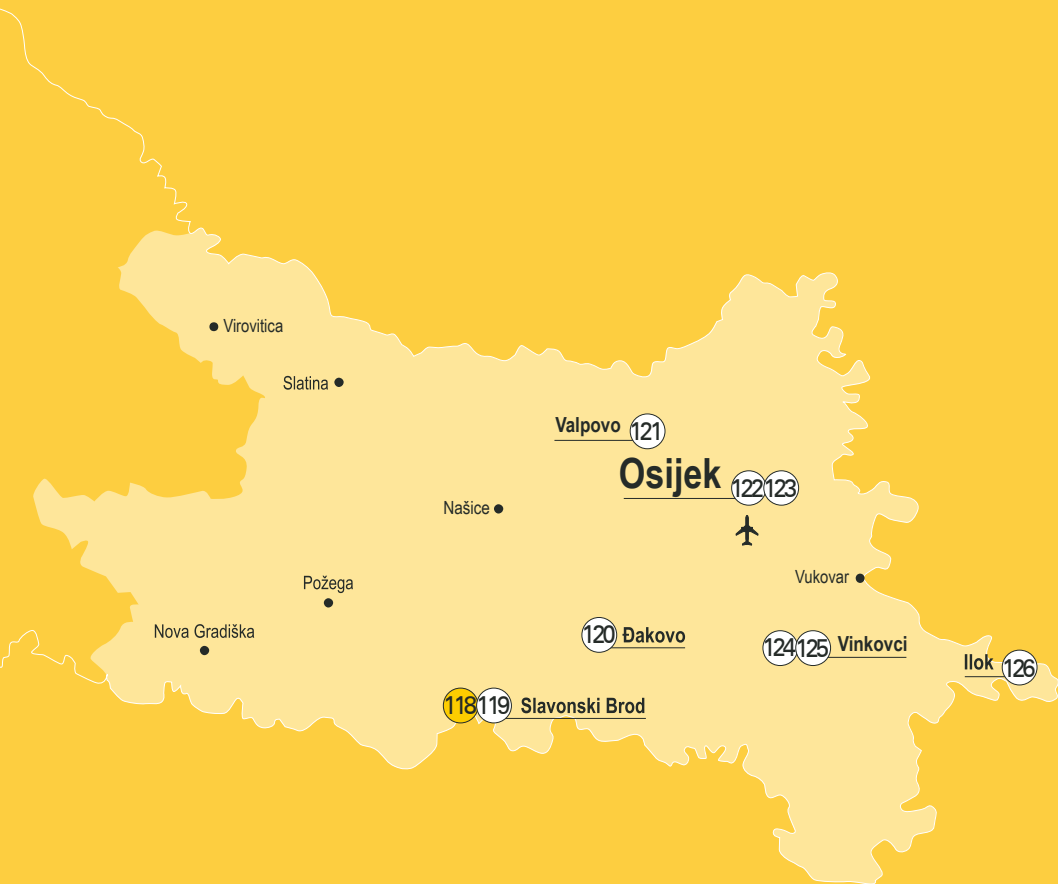 Virovitica
Slatina
Valpovo 121
Osijek 122 123
Našice
Vukovar
Požega
Nova Gradiška
120 Đakovo
124 125 Vinkovci
Ilok 126
118 119 Slavonski Brod